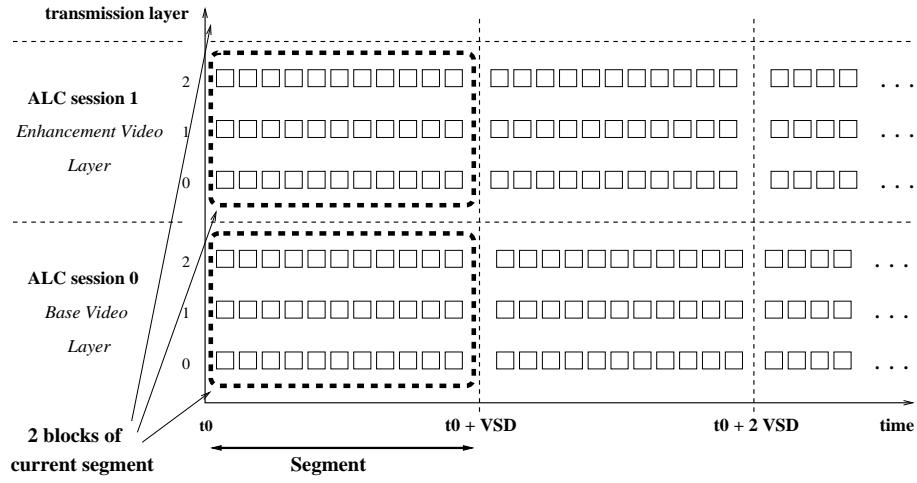 transmission layer
2
ALC session 1
Enhancement Video
1
Layer
0
. . .
. . .
. . .
2
ALC session 0
Base Video
1
Layer
0
. . .
. . .
. . .
t0
t0 + VSD
t0 + 2 VSD
time
2 blocks of
current segment
Segment